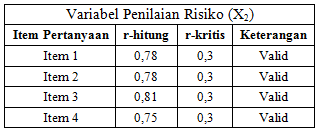 Variabel Penilaian Risiko (X₂)
Item Pertanyaan r-hitung r-kritis Keterangan
Item 1 0,78 0,3 Valid
Item 2 0,78 0,3 Valid
Item 3 0,81 0,3 Valid
Item 4 0,75 0,3 Valid